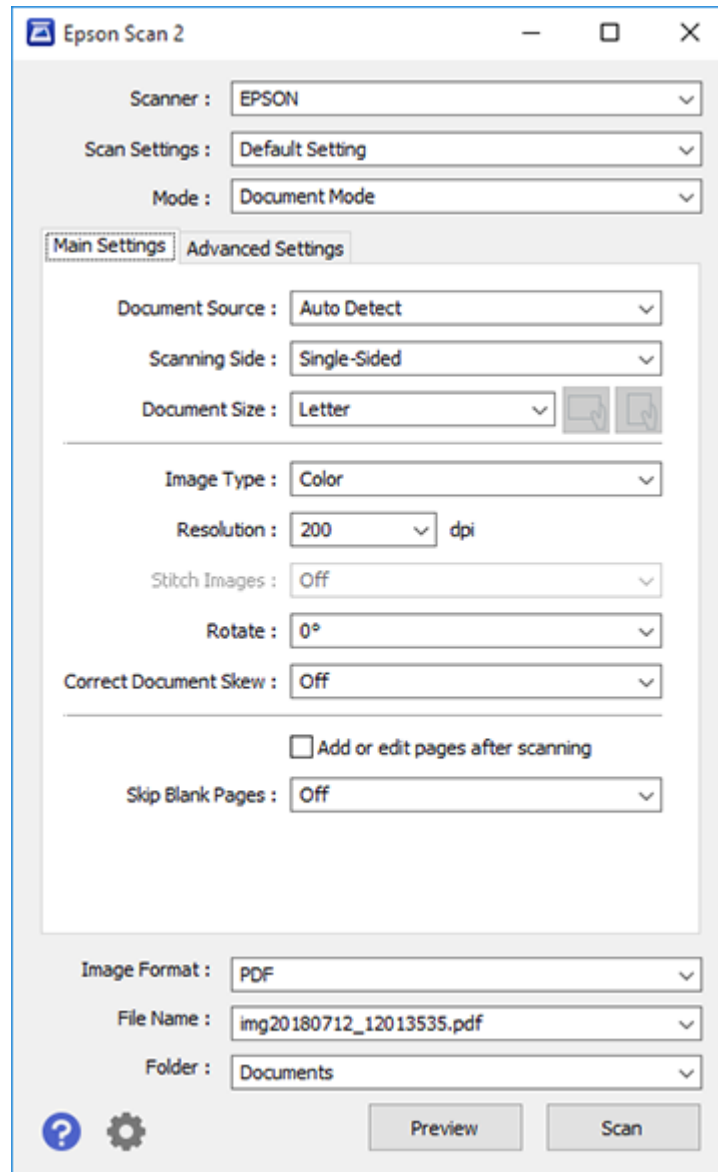 Epson Scan 2
Scanner : EPSON
Scan Settings : Default Setting
Mode : Document Mode
Main Settings Advanced Settings
Document Source : Auto Detect
Scanning Side : Single-Sided
Document Size : Letter
Image Type : Color
Resolution : 200 dpi
Stitch Images : Off
Rotate : 0°
Correct Document Skew : Off
Add or edit pages after scanning
Skip Blank Pages : Off
Image Format : PDF
File Name : img20180712_12013535.pdf
Folder : Documents
? Preview Scan